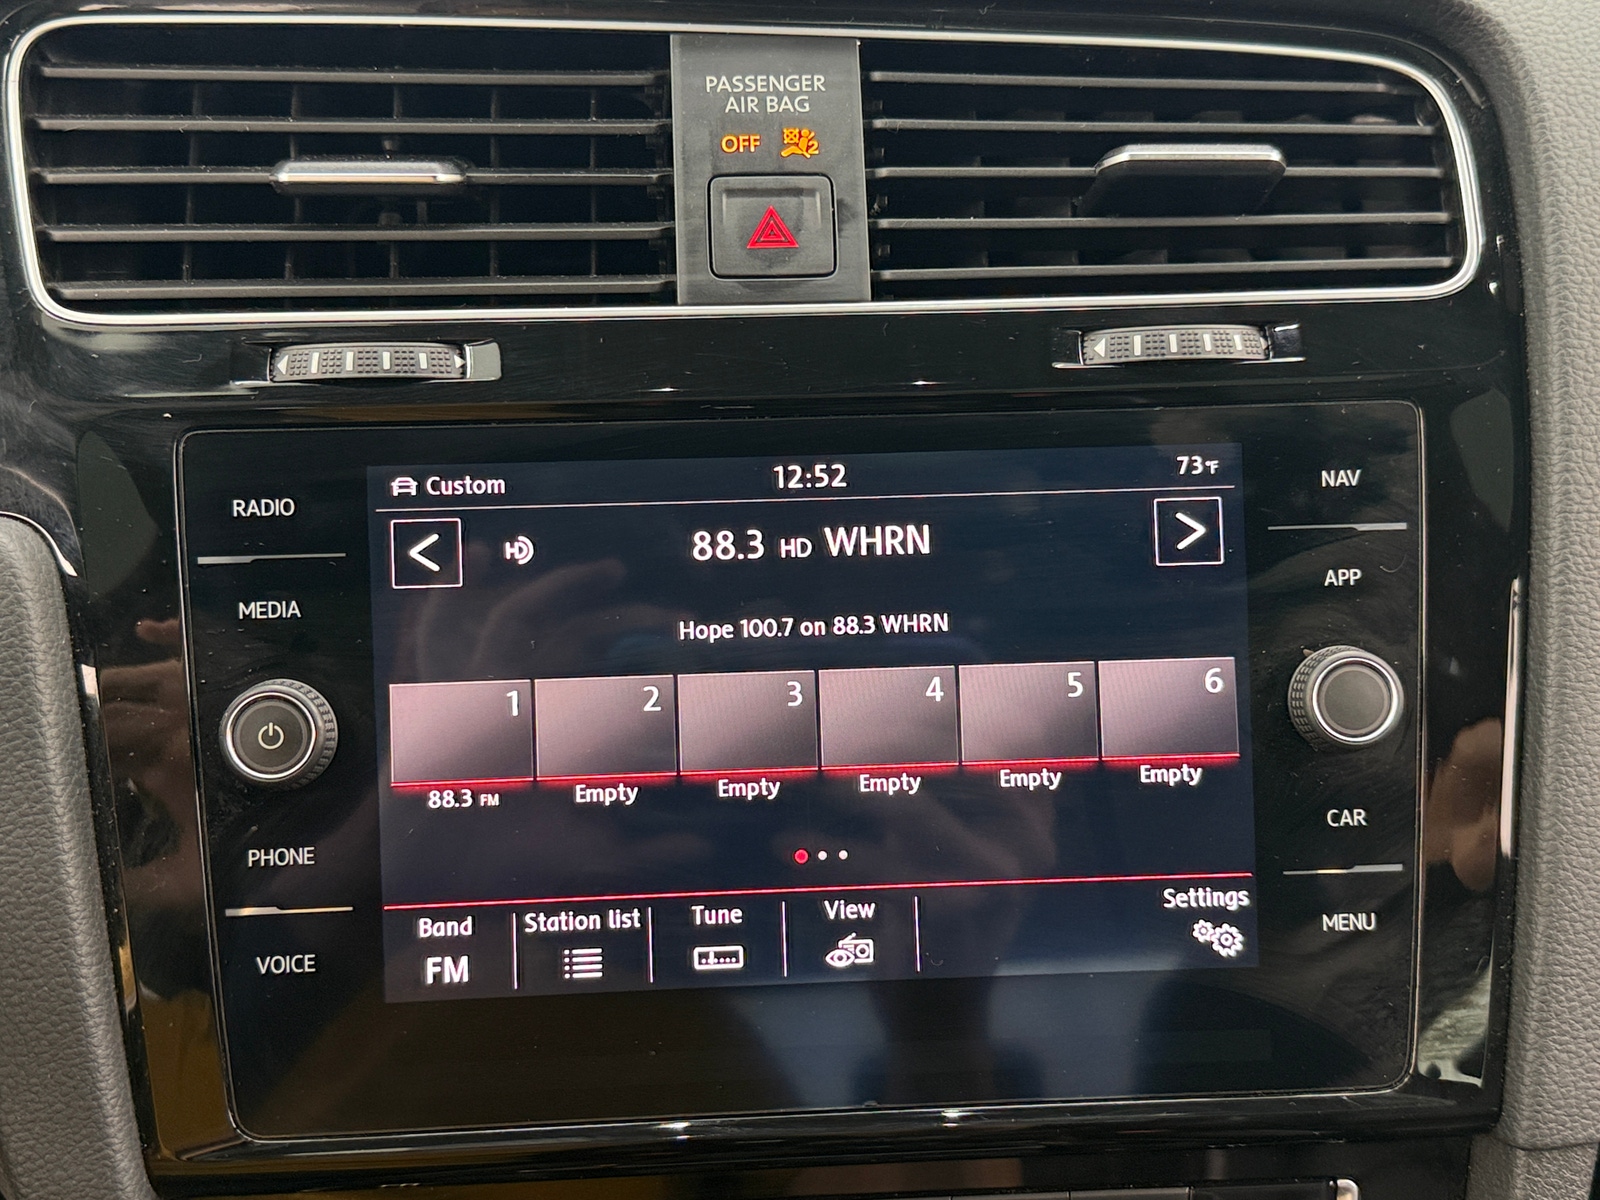 PASSENGER
AIR BAG
OFF
2
Custom
12:52
73°F
RADIO
MEDIA
PHONE
VOICE
NAV
APP
CAR
MENU
HD
88.3 HD WHRN
Hope 100.7 on 88.3 WHRN
1 2 3 4 5 6
88.3 FM Empty Empty Empty Empty Empty
Band
FM
Station list
Tune
View
Settings